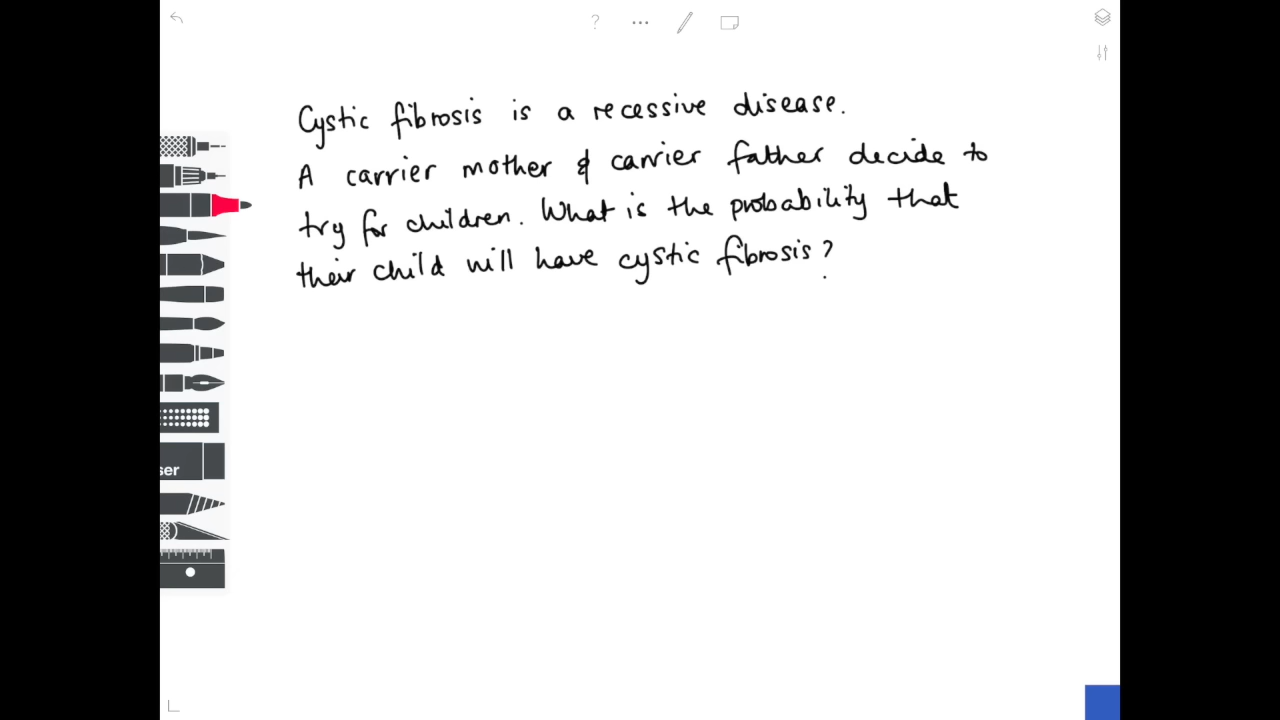 ?
Cystic fibrosis is a recessive disease.
A carrier mother & carrier father decide to
try for children. What is the probability that
their child will have cystic fibrosis?
ser